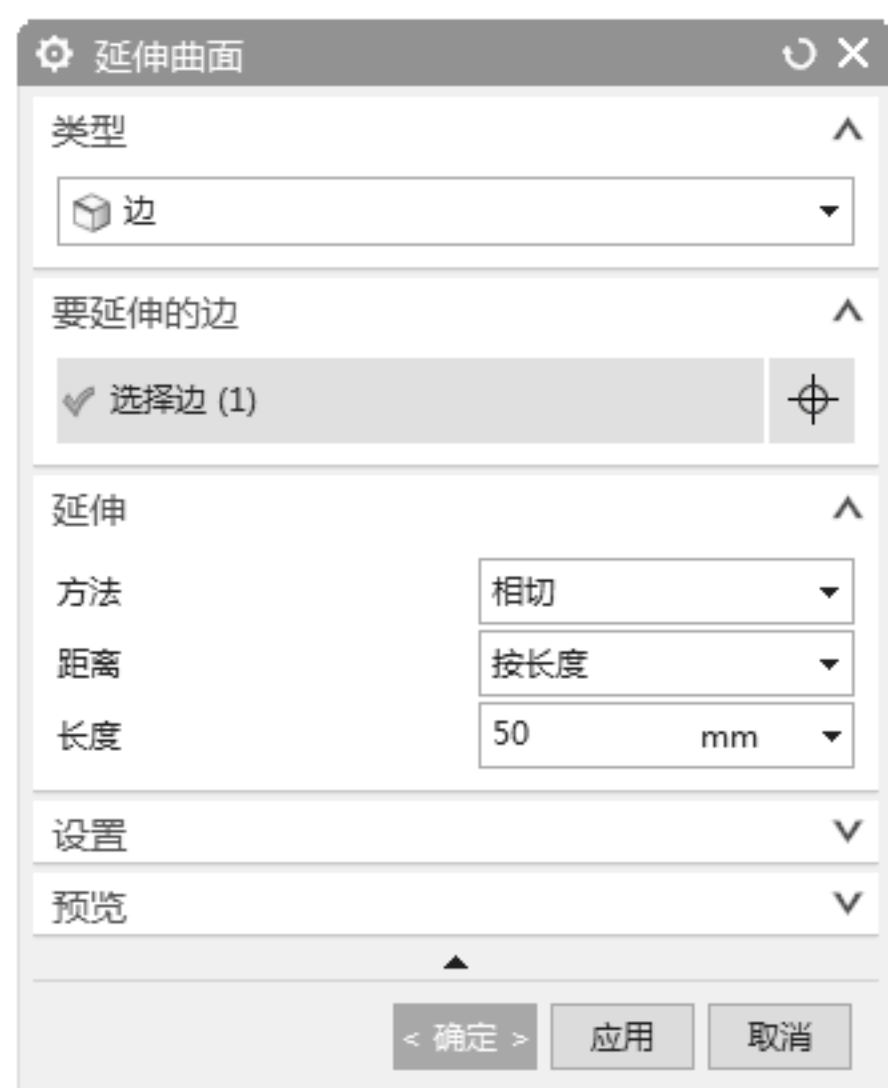 延伸曲面
类型
边
要延伸的边
选择边 (1)
延伸
方法 相切
距离 按长度
长度 50 mm
设置
预览
< 确定 > 应用 取消